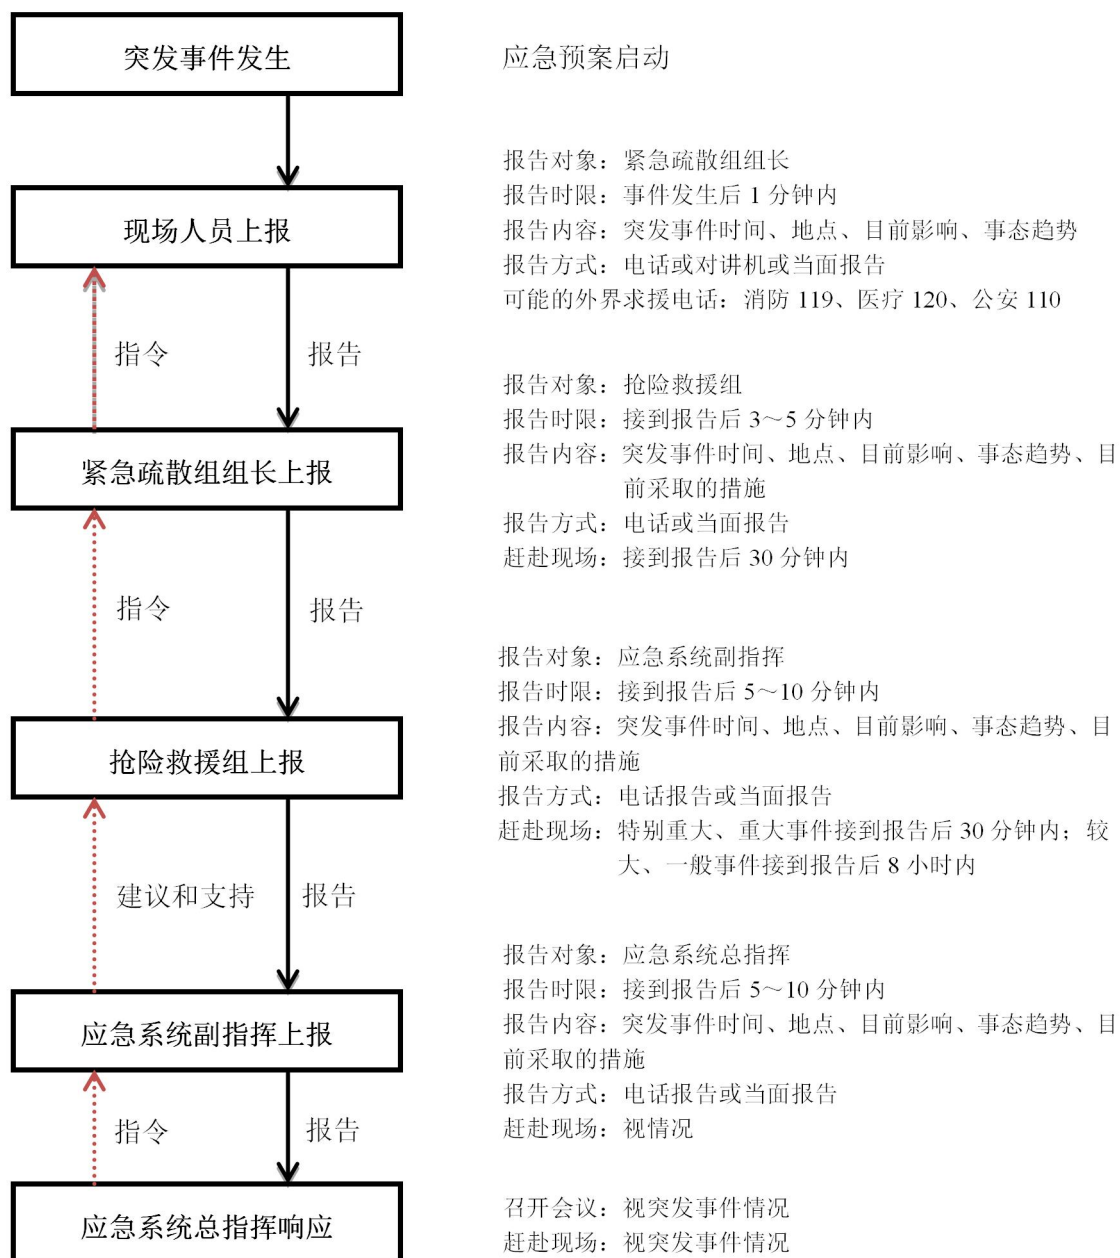 突发事件发生
应急预案启动
现场人员上报
报告对象：紧急疏散组组长
报告时限：事件发生后 1 分钟内
报告内容：突发事件时间、地点、目前影响、事态趋势
报告方式：电话或对讲机或当面报告
可能的外界求援电话：消防 119、医疗 120、公安 110
指令
报告
紧急疏散组组长上报
报告对象：抢险救援组
报告时限：接到报告后 3～5 分钟内
报告内容：突发事件时间、地点、目前影响、事态趋势、目
前采取的措施
报告方式：电话或当面报告
赶赴现场：接到报告后 30 分钟内
指令
报告
抢险救援组上报
报告对象：应急系统副指挥
报告时限：接到报告后 5～10 分钟内
报告内容：突发事件时间、地点、目前影响、事态趋势、目
前采取的措施
报告方式：电话报告或当面报告
赶赴现场：特别重大、重大事件接到报告后 30 分钟内；较
大、一般事件接到报告后 8 小时内
建议和支持
报告
应急系统副指挥上报
报告对象：应急系统总指挥
报告时限：接到报告后 5～10 分钟内
报告内容：突发事件时间、地点、目前影响、事态趋势、目
前采取的措施
报告方式：电话报告或当面报告
赶赴现场：视情况
指令
报告
应急系统总指挥响应
召开会议：视突发事件情况
赶赴现场：视突发事件情况